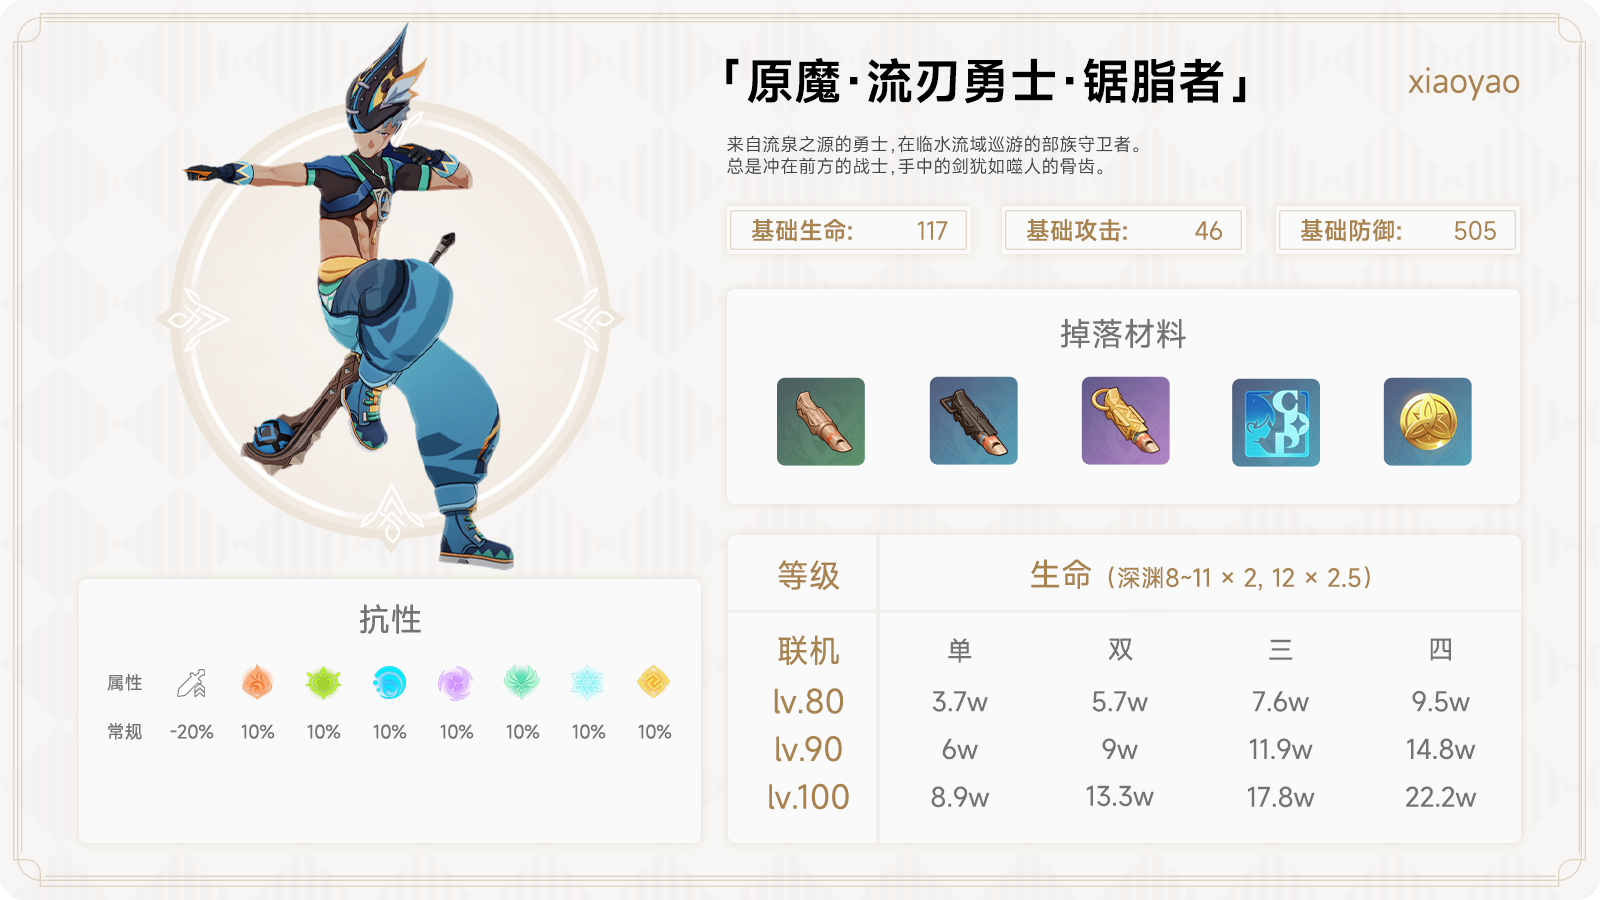 「原魔·流刃勇士·锯脂者」
xiaoyao
来自流泉之源的勇士,在临水流域巡游的部族守卫者。
总是冲在前方的战士,手中的剑犹如噬人的骨齿。
基础生命: 117
基础攻击: 46
基础防御: 505
掉落材料
抗性
属性
常规 -20% 10% 10% 10% 10% 10% 10% 10%
等级 生命（深渊8~11 × 2, 12 × 2.5）
联机 单 双 三 四
lv.80 3.7w 5.7w 7.6w 9.5w
lv.90 6w 9w 11.9w 14.8w
lv.100 8.9w 13.3w 17.8w 22.2w